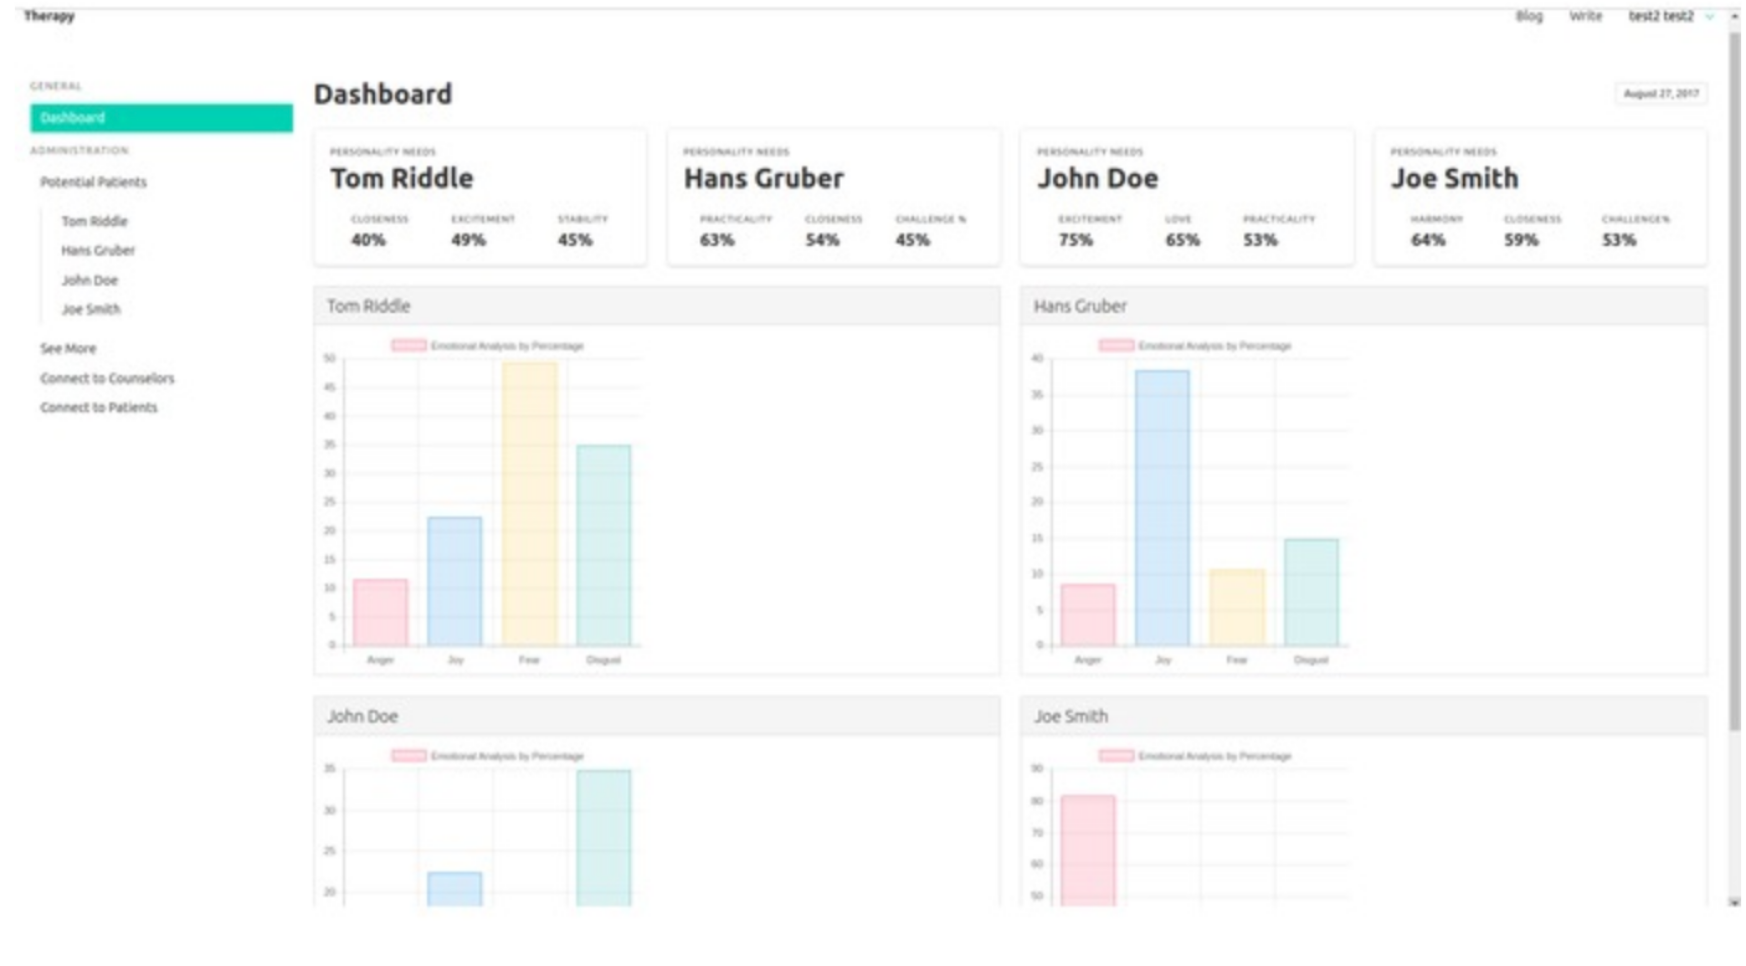 Therapy
Blog Write test2 test2
GENERAL
Dashboard
ADMINISTRATION
Potential Patients
Tom Riddle
Hans Gruber
John Doe
Joe Smith
See More
Connect to Counselors
Connect to Patients
Dashboard
August 27, 2017
PERSONALITY NEEDS
Tom Riddle
CLOSENESS EXCITEMENT STABILITY
40% 49% 45%
PERSONALITY NEEDS
Hans Gruber
PRACTICALITY CLOSENESS CHALLENGE %
63% 54% 45%
PERSONALITY NEEDS
John Doe
EXCITEMENT LOVE PRACTICALITY
75% 65% 53%
PERSONALITY NEEDS
Joe Smith
HARMONY CLOSENESS CHALLENGE%
64% 59% 53%
Tom Riddle
Emotional Analysis by Percentage
50
45
40
35
30
25
20
15
10
5
0
Anger Joy Fear Disgust
Hans Gruber
Emotional Analysis by Percentage
40
35
30
25
20
15
10
5
0
Anger Joy Fear Disgust
John Doe
Emotional Analysis by Percentage
35
30
25
20
Joe Smith
Emotional Analysis by Percentage
90
80
70
60
50